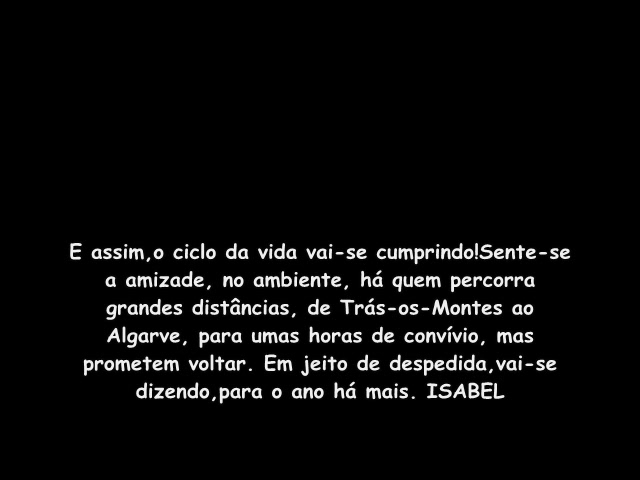 E assim,o ciclo da vida vai-se cumprindo!Sente-se
a amizade, no ambiente, há quem percorra
grandes distâncias, de Trás-os-Montes ao
Algarve, para umas horas de convívio, mas
prometem voltar. Em jeito de despedida,vai-se
dizendo,para o ano há mais. ISABEL